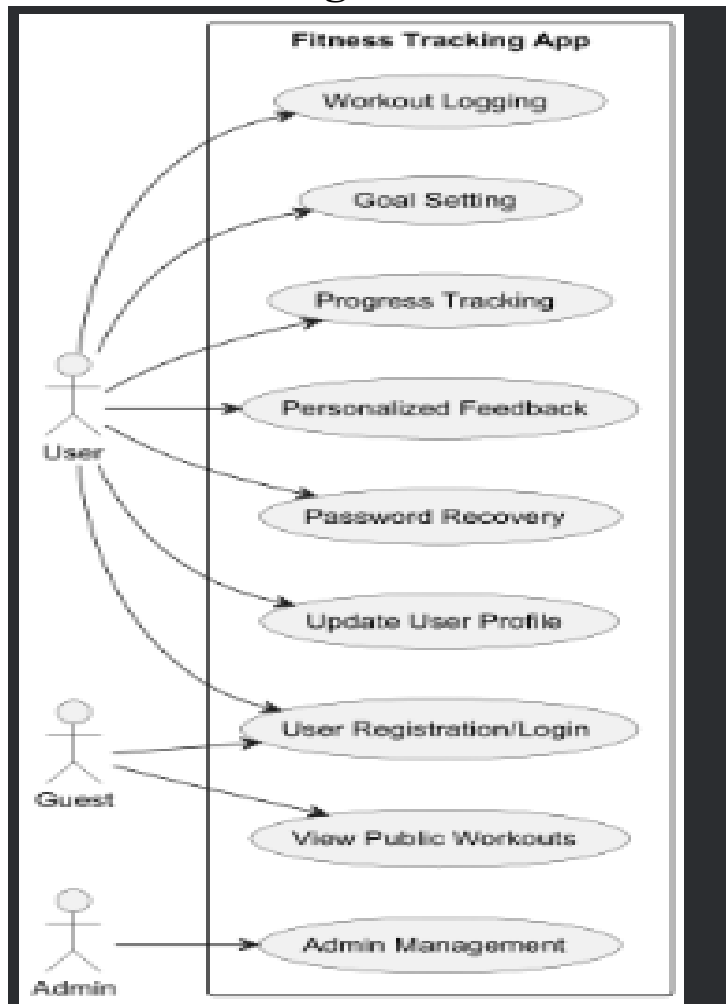 Fitness Tracking App
Workout Logging
Goal Setting
Progress Tracking
Personalized Feedback
User
Password Recovery
Update User Profile
User Registration/Login
Guest
View Public Workouts
Admin Management
Admin